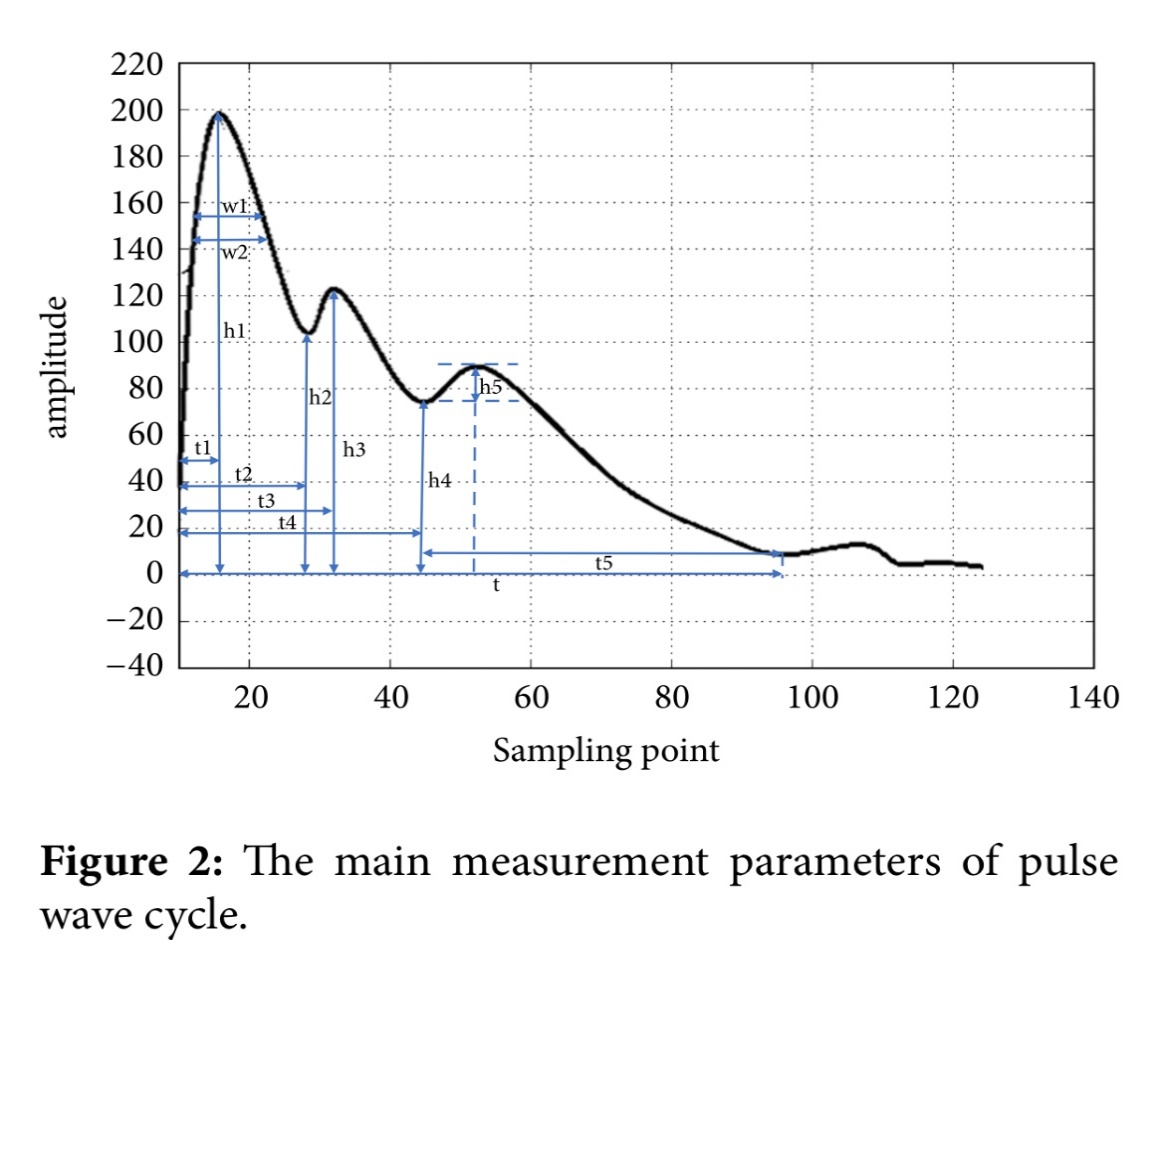 220
200
180
160
140
120
100
80
60
40
20
0
−20
−40
amplitude
w1
w2
h1
h2
h3
h4
h5
t1
t2
t3
t4
t5
t
20 40 60 80 100 120 140
Sampling point
Figure 2: The main measurement parameters of pulse
wave cycle.